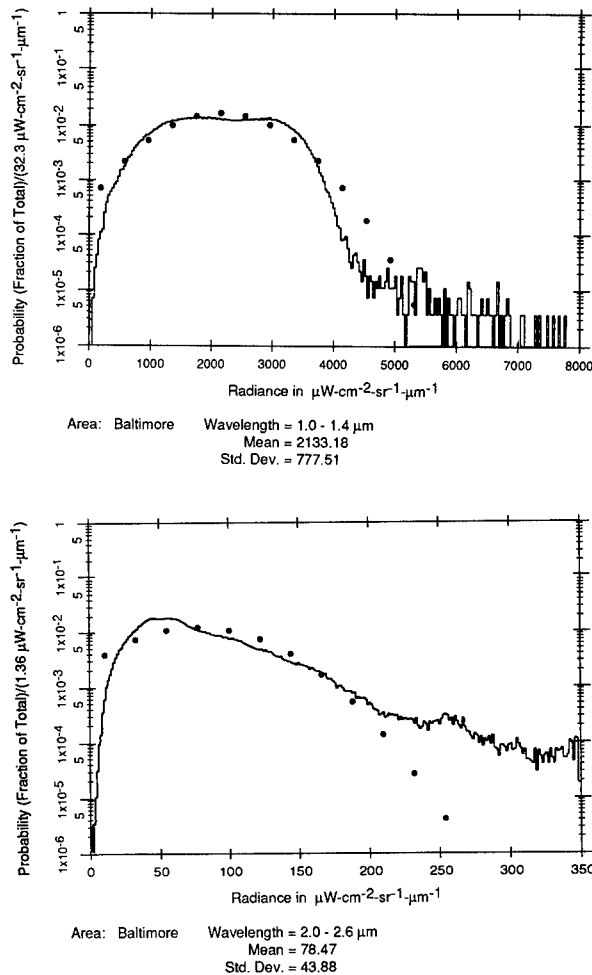 Probability (Fraction of Total)/(32.3 μW-cm-2-sr-1-μm-1)
1
5
1x10-1
5
1x10-2
5
1x10-3
5
1x10-4
5
1x10-5
5
1x10-6
0 1000 2000 3000 4000 5000 6000 7000 8000
Radiance in μW-cm-2-sr-1-μm-1
Area: Baltimore Wavelength = 1.0 - 1.4 μm
Mean = 2133.18
Std. Dev. = 777.51
Probability (Fraction of Total)/(1.36 μW-cm-2-sr-1-μm-1)
1
5
1x10-1
5
1x10-2
5
1x10-3
5
1x10-4
5
1x10-5
5
1x10-6
0 50 100 150 200 250 300 350
Radiance in μW-cm-2-sr-1-μm-1
Area: Baltimore Wavelength = 2.0 - 2.6 μm
Mean = 78.47
Std. Dev. = 43.88